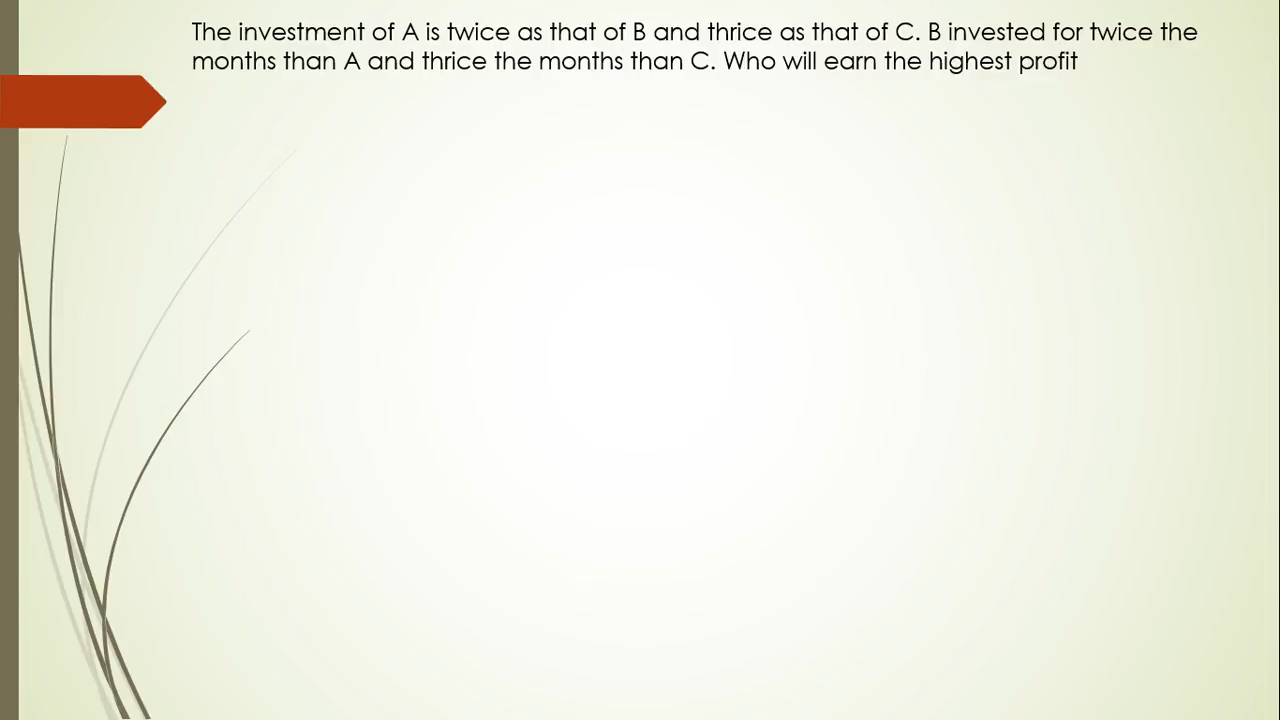 The investment of A is twice as that of B and thrice as that of C. B invested for twice the
months than A and thrice the months than C. Who will earn the highest profit